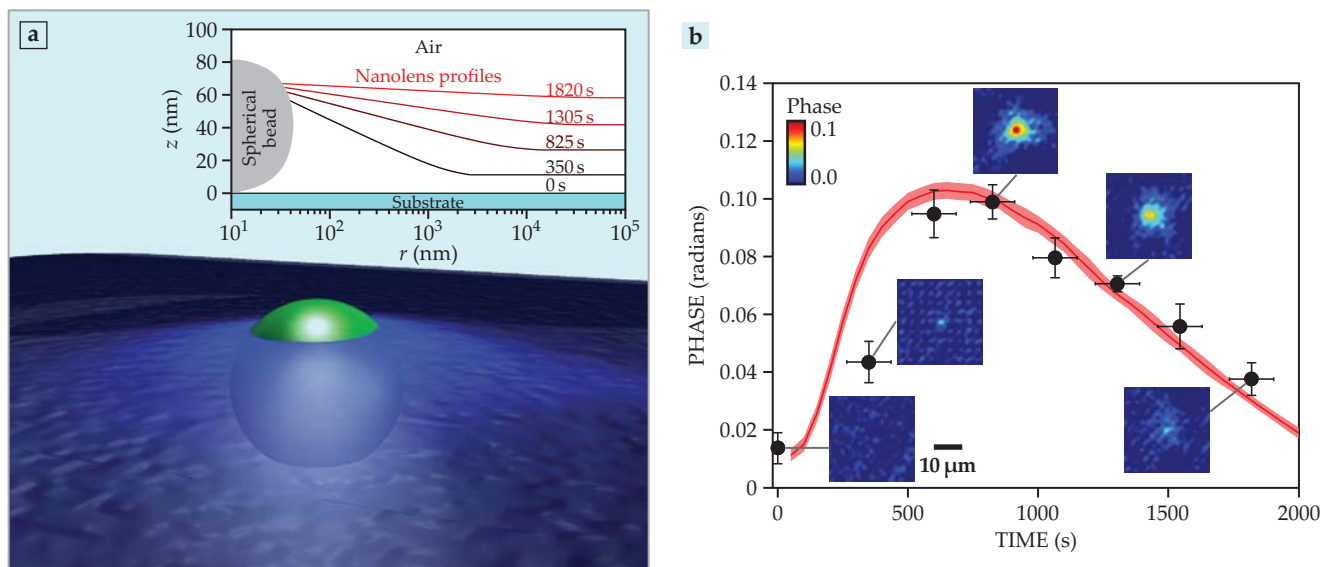 a
100
80
60
40
20
0
z (nm)
Air
Nanolens profiles
1820 s
1305 s
825 s
350 s
0 s
Spherical
bead
Substrate
10¹ 10² 10³ 10⁴ 10⁵
r (nm)
b
0.14
0.12
0.10
0.08
0.06
0.04
0.02
0
PHASE (radians)
Phase
0.1
0.0
10 µm
0 500 1000 1500 2000
TIME (s)